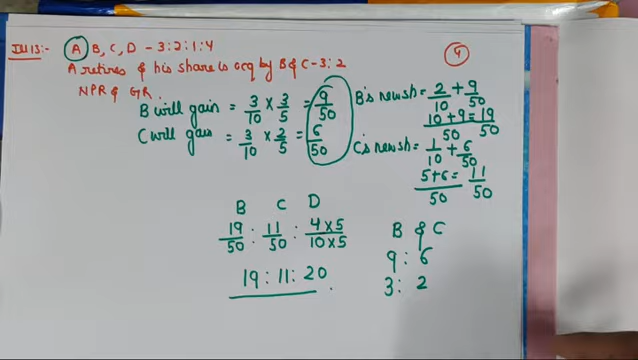 Ill 13:- A B, C, D - 3:2:1:4
A retires & his share is acq by B & C - 3:2
NPR & GR.
4
B will gain = 3/10 × 3/5 = 9/50
C will gain = 3/10 × 2/5 = 6/50
B's new sh = 2/10 + 9/50
10+9/50 = 19/50
C's new sh = 1/10 + 6/50
5+6/50 = 11/50
B C D
19/50 : 11/50 : 4×5/10×5
19 : 11 : 20
B & C
9 : 6
3 : 2